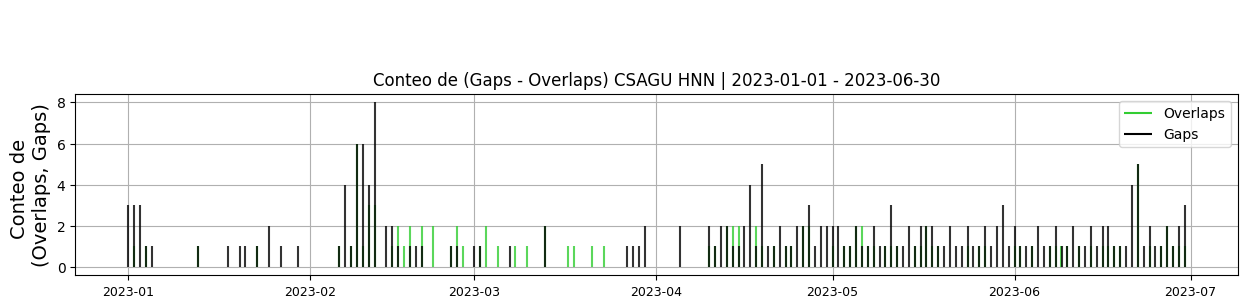 Conteo de (Gaps - Overlaps) CSAGU HNN | 2023-01-01 - 2023-06-30
Conteo de
(Overlaps, Gaps)
8
6
4
2
0
Overlaps
Gaps
2023-01
2023-02
2023-03
2023-04
2023-05
2023-06
2023-07